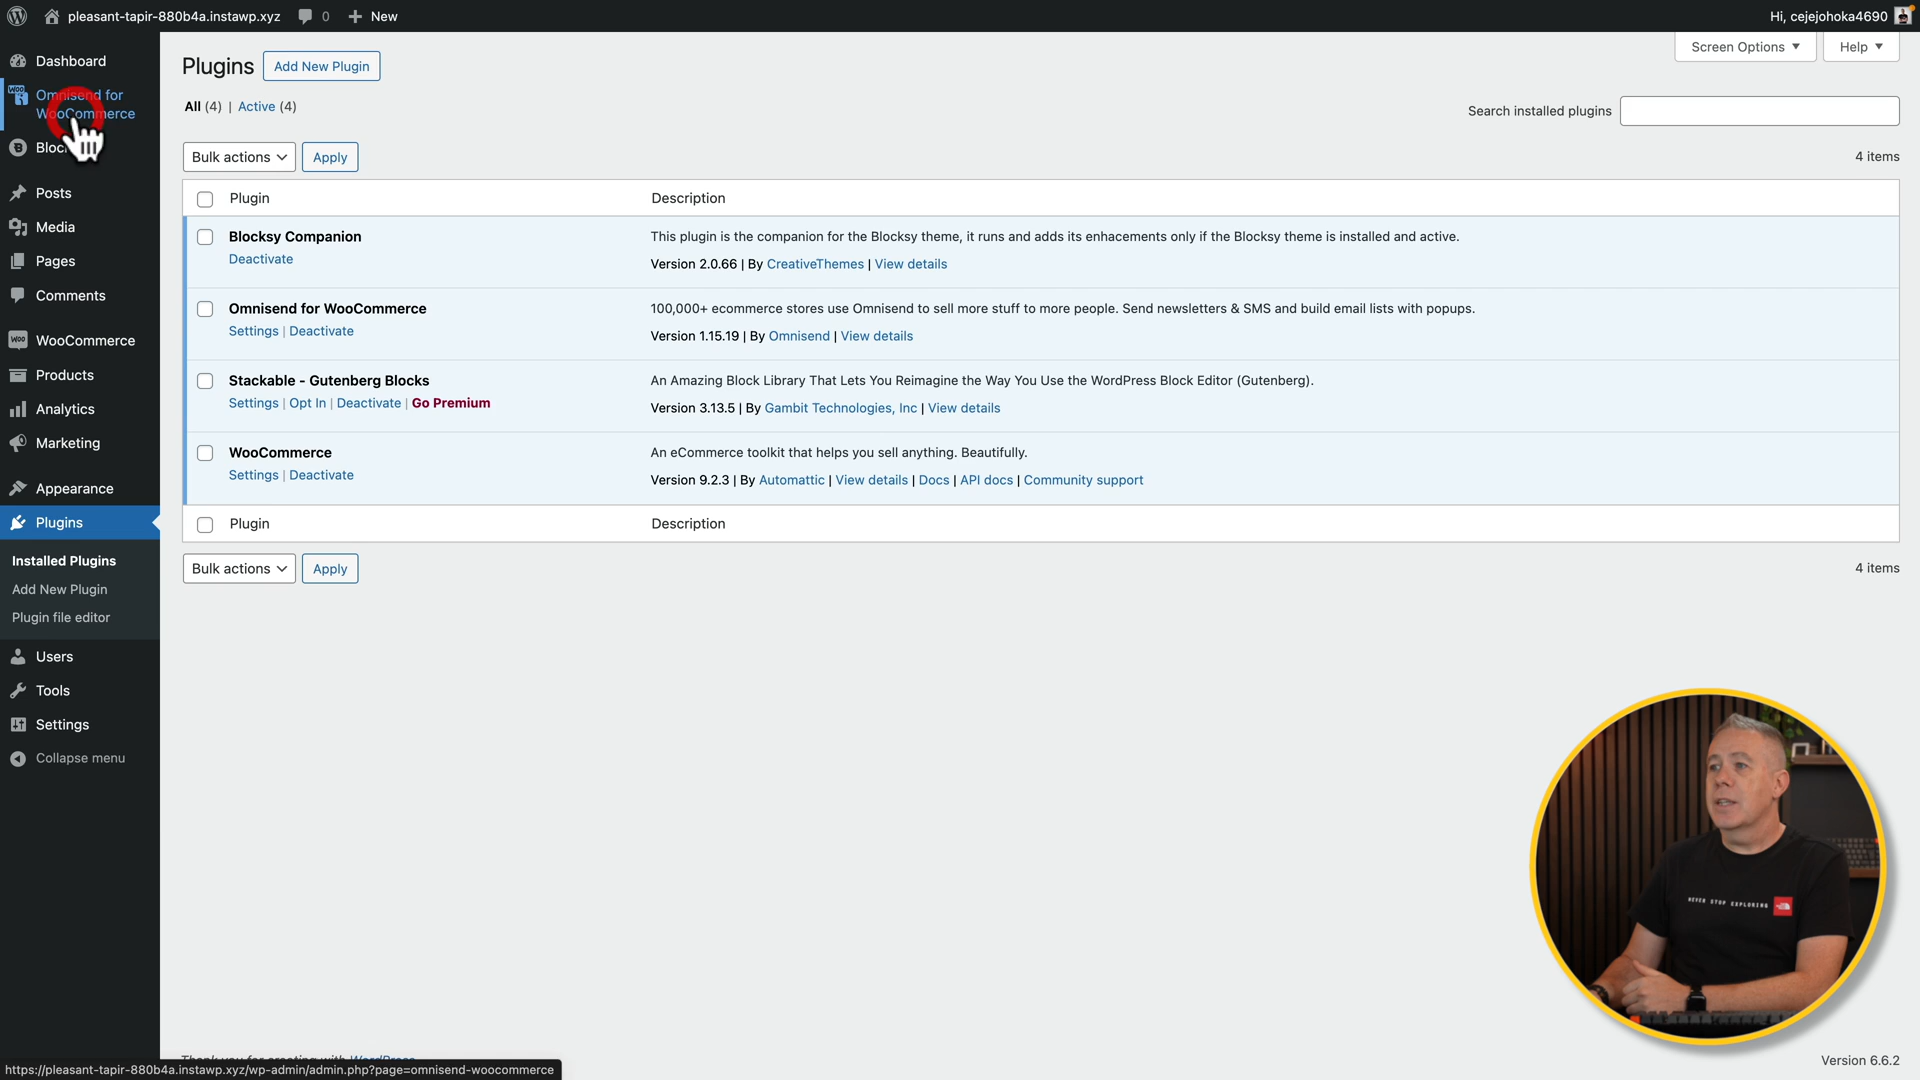 pleasant-tapir-880b4a.instawp.xyz 0 New Hi, cejejohoka4690
Screen Options Help
Dashboard
Omnisend for
WooCommerce
Posts
Media
Pages
Comments
WooCommerce
Products
Analytics
Marketing
Appearance
Plugins
Installed Plugins
Add New Plugin
Plugin file editor
Users
Tools
Settings
Collapse menu
Plugins Add New Plugin
All (4) | Active (4)
Search installed plugins
Bulk actions Apply 4 items
Plugin Description
Blocksy Companion
Deactivate
This plugin is the companion for the Blocksy theme, it runs and adds its enhacements only if the Blocksy theme is installed and active.
Version 2.0.66 | By CreativeThemes | View details
Omnisend for WooCommerce
Settings | Deactivate
100,000+ ecommerce stores use Omnisend to sell more stuff to more people. Send newsletters & SMS and build email lists with popups.
Version 1.15.19 | By Omnisend | View details
Stackable - Gutenberg Blocks
Settings | Opt In | Deactivate | Go Premium
An Amazing Block Library That Lets You Reimagine the Way You Use the WordPress Block Editor (Gutenberg).
Version 3.13.5 | By Gambit Technologies, Inc | View details
WooCommerce
Settings | Deactivate
An eCommerce toolkit that helps you sell anything. Beautifully.
Version 9.2.3 | By Automattic | View details | Docs | API docs | Community support
Plugin Description
Bulk actions Apply 4 items
NEVER STOP EXPLORING
Thank you for creating with WordPress
Version 6.6.2
https://pleasant-tapir-880b4a.instawp.xyz/wp-admin/admin.php?page=omnisend-woocommerce